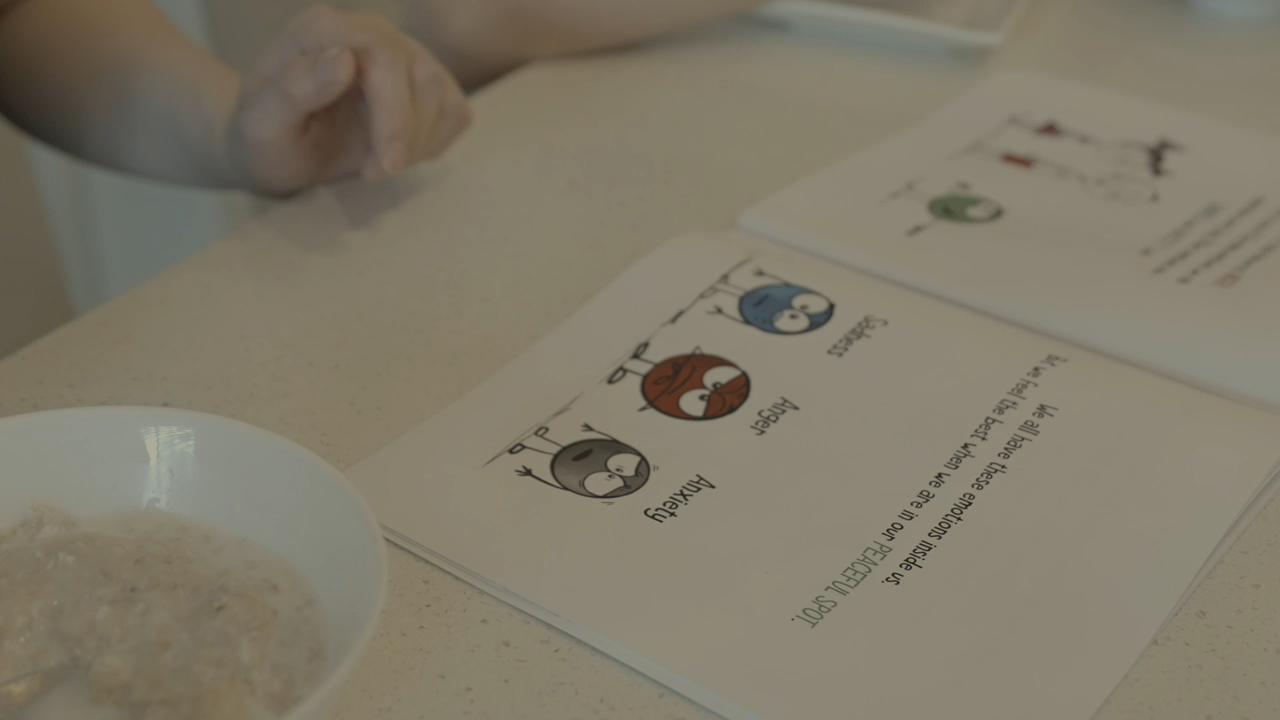 We all have these emotions inside us.
But we feel the best when we are in our PEACEFUL SPOT.
Sadness
Anger
Anxiety